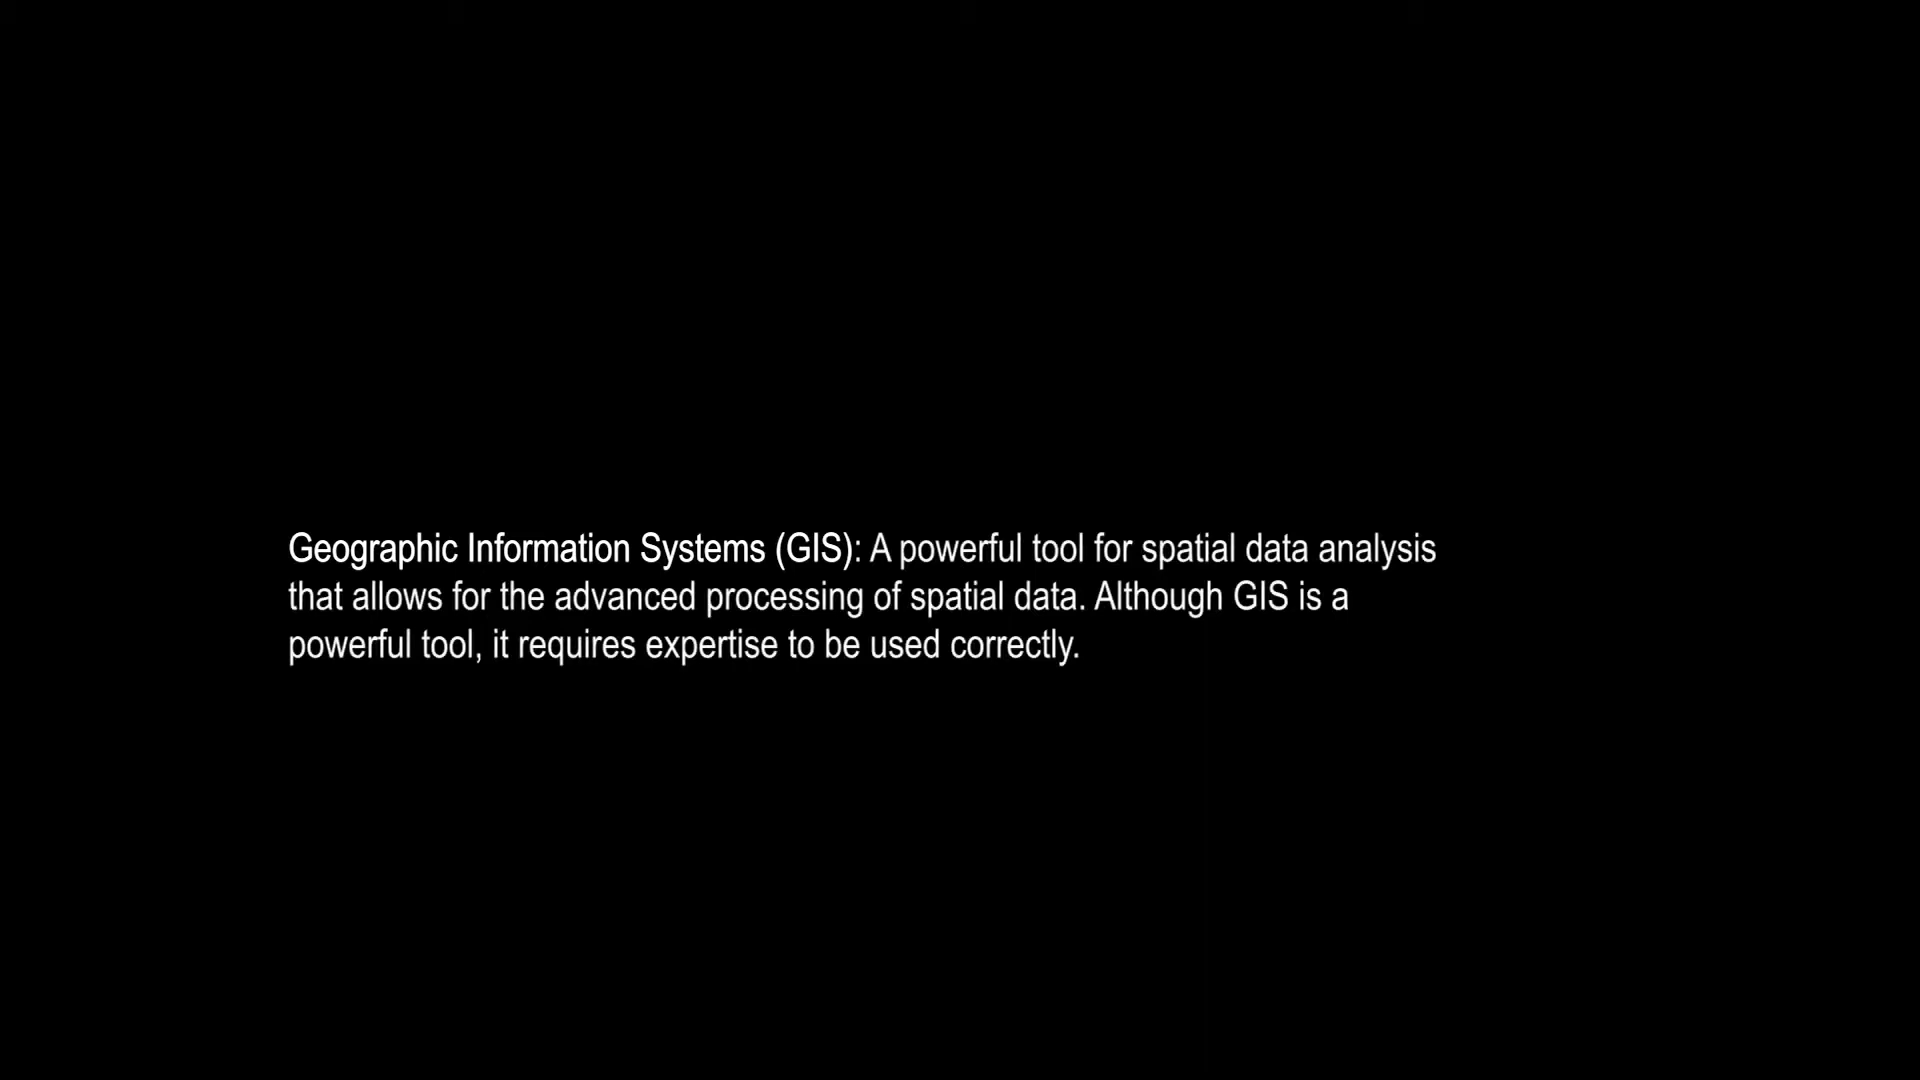 Geographic Information Systems (GIS): A powerful tool for spatial data analysis
that allows for the advanced processing of spatial data. Although GIS is a
powerful tool, it requires expertise to be used correctly.